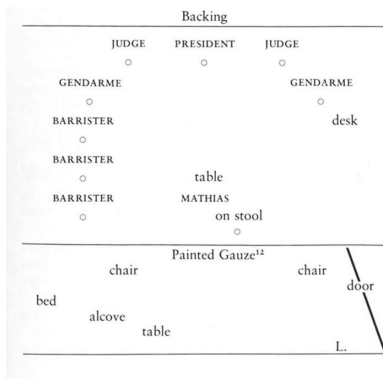 Backing
JUDGE PRESIDENT JUDGE
GENDARME GENDARME
BARRISTER desk
BARRISTER
table
BARRISTER MATHIAS
on stool
Painted Gauze¹²
chair chair
door
bed
alcove
table
L.